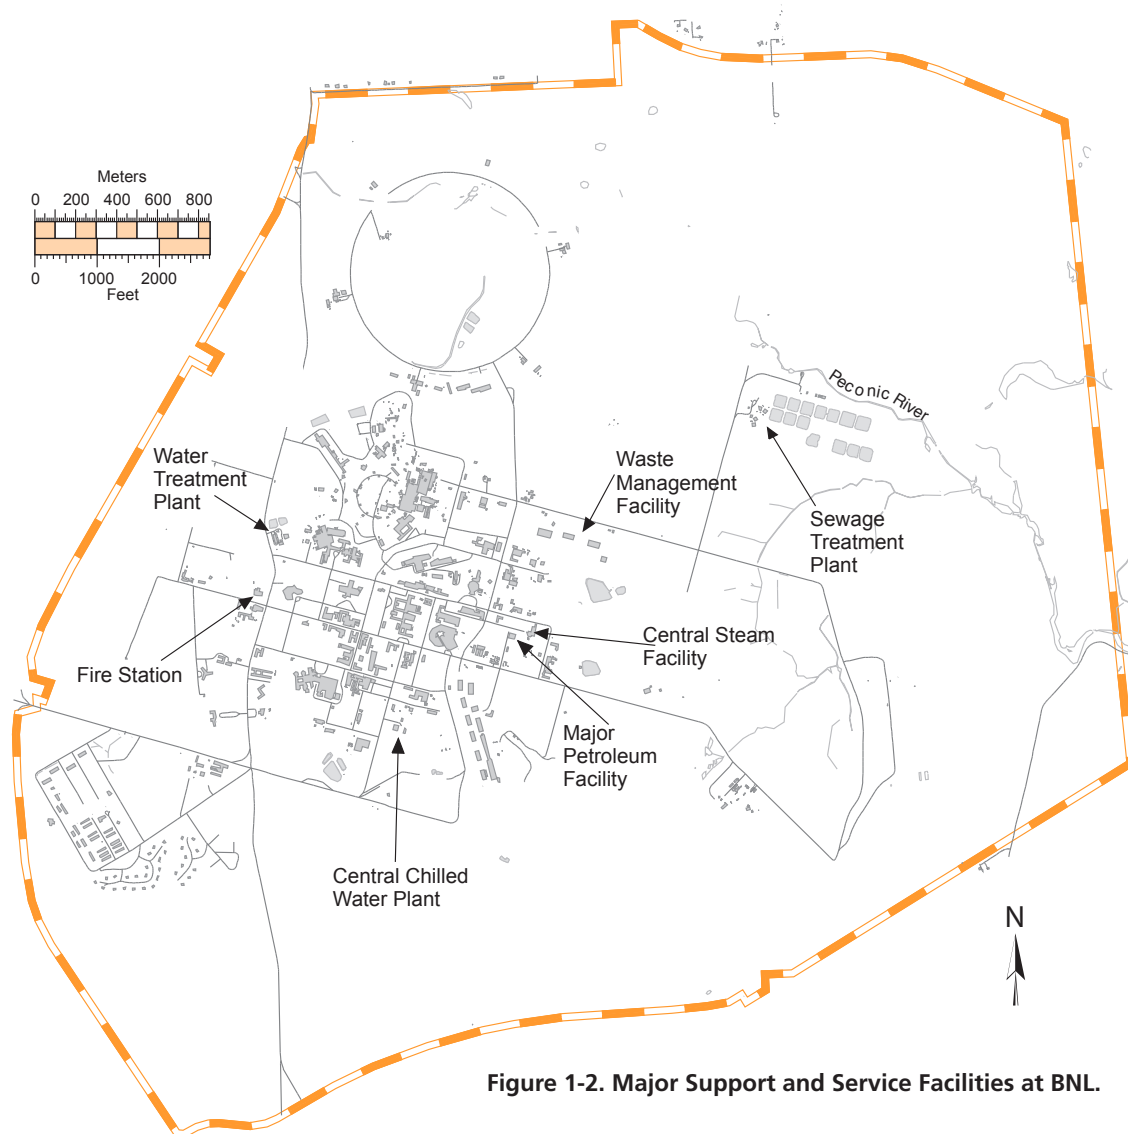 Meters
0 200 400 600 800
0 1000 2000
Feet
Peconic River
Water
Treatment
Plant
Waste
Management
Facility
Sewage
Treatment
Plant
Central Steam
Facility
Fire Station
Major
Petroleum
Facility
Central Chilled
Water Plant
N
Figure 1-2. Major Support and Service Facilities at BNL.